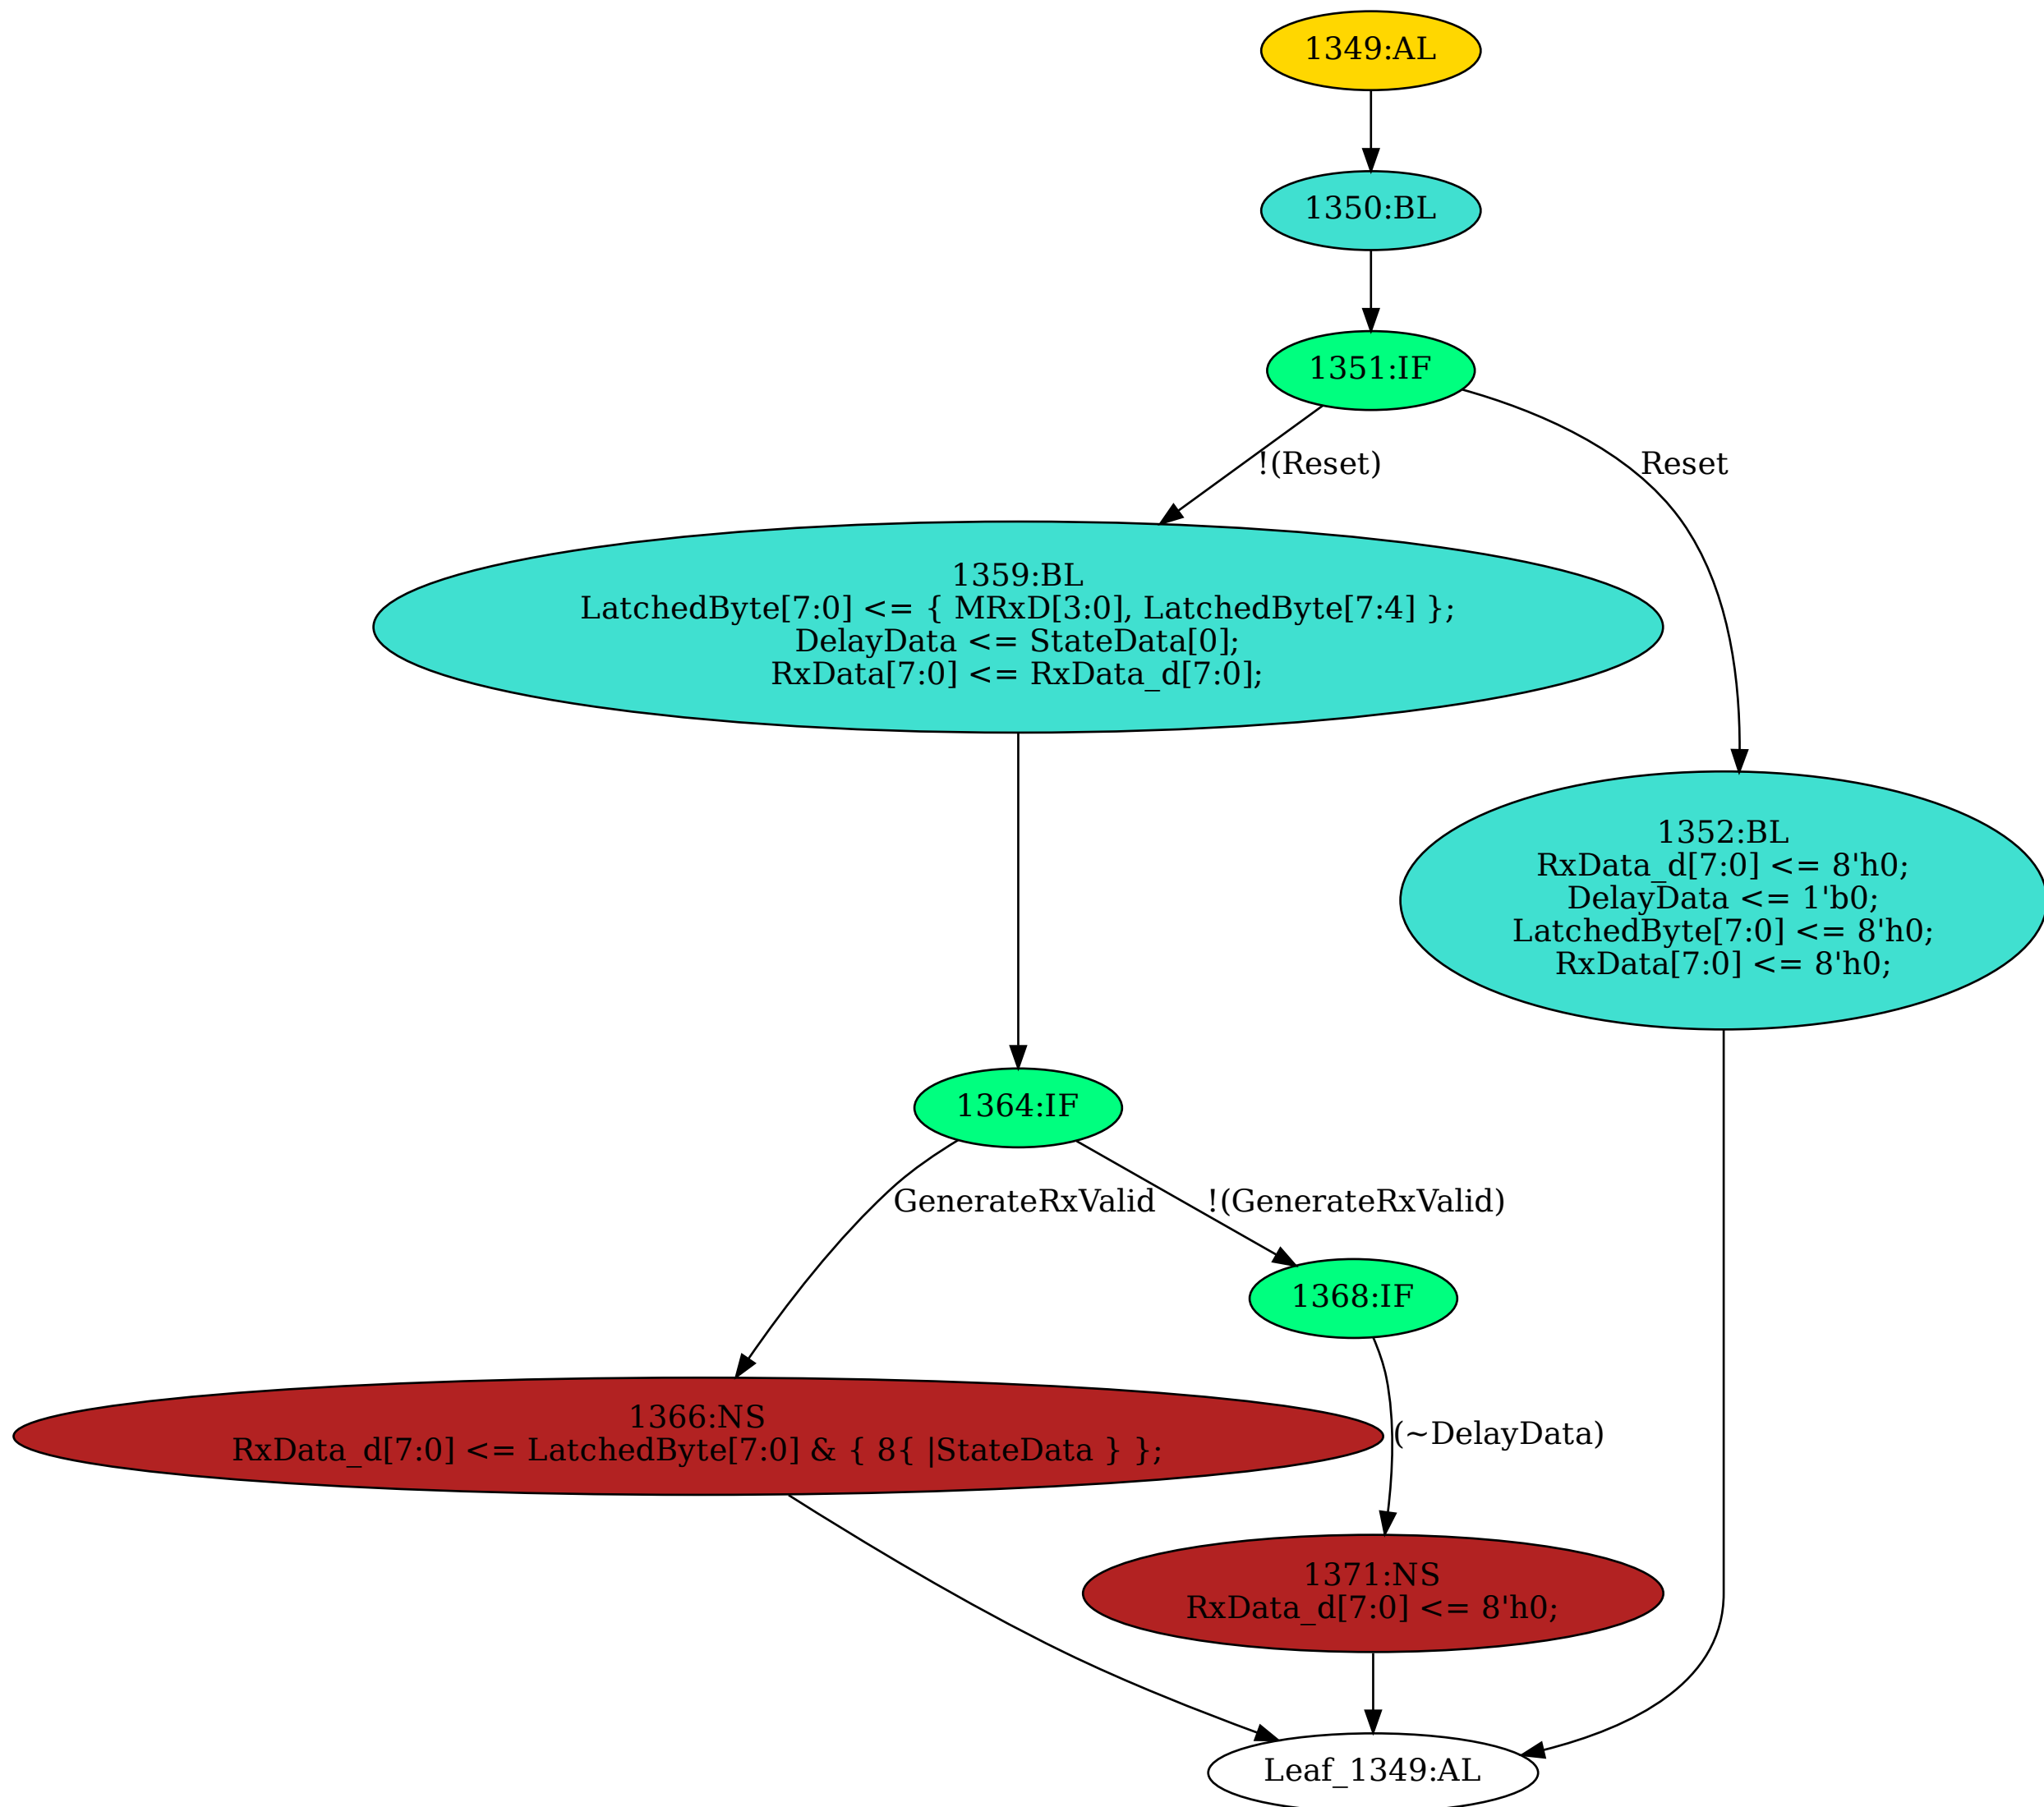 1349:AL
1350:BL
1351:IF
!(Reset)
Reset
1359:BL
LatchedByte[7:0] <= { MRxD[3:0], LatchedByte[7:4] };
DelayData <= StateData[0];
RxData[7:0] <= RxData_d[7:0];
1352:BL
RxData_d[7:0] <= 8'h0;
DelayData <= 1'b0;
LatchedByte[7:0] <= 8'h0;
RxData[7:0] <= 8'h0;
1364:IF
GenerateRxValid
!(GenerateRxValid)
1368:IF
1366:NS
RxData_d[7:0] <= LatchedByte[7:0] & { 8{ |StateData } };
(~DelayData)
1371:NS
RxData_d[7:0] <= 8'h0;
Leaf_1349:AL